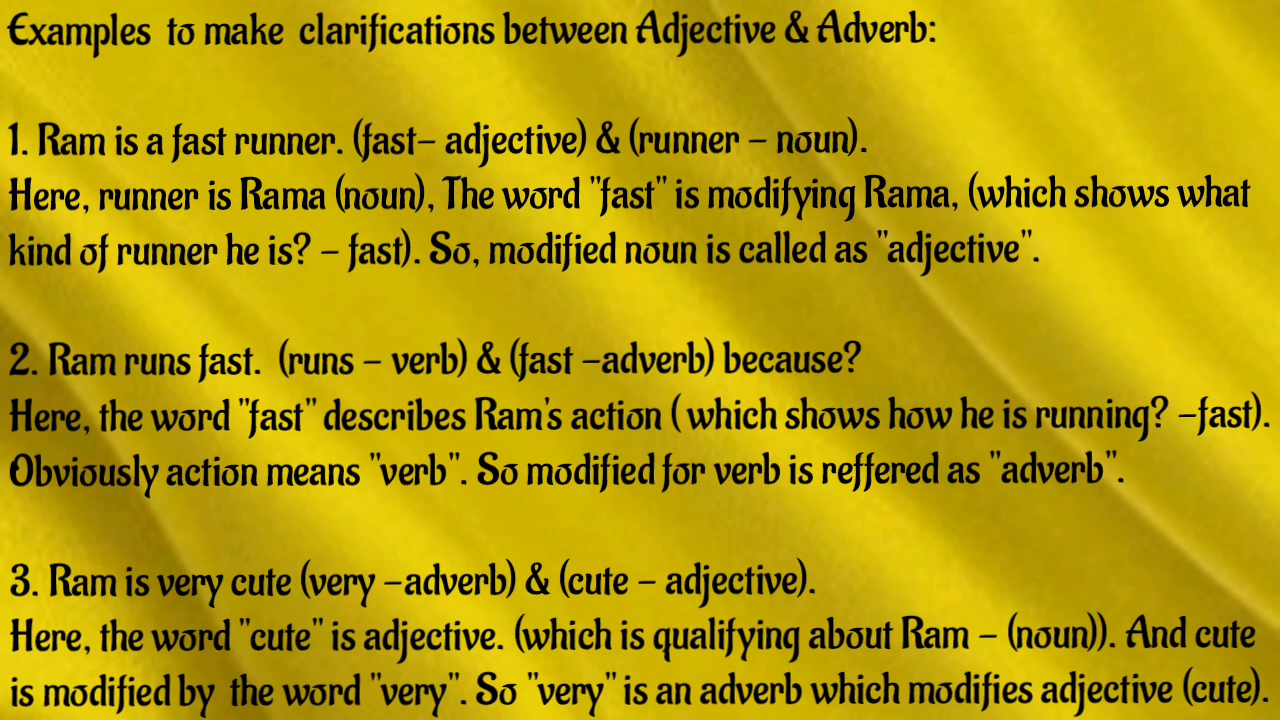 Examples to make clarifications between Adjective & Adverb:
1. Ram is a fast runner. (fast– adjective) & (runner – noun).
Here, runner is Rama (noun), The word "fast" is modifying Rama, (which shows what
kind of runner he is? – fast). So, modified noun is called as "adjective".
2. Ram runs fast. (runs – verb) & (fast –adverb) because?
Here, the word "fast" describes Ram's action ( which shows how he is running? –fast).
Obviously action means "verb". So modified for verb is reffered as "adverb".
3. Ram is very cute (very –adverb) & (cute – adjective).
Here, the word "cute" is adjective. (which is qualifying about Ram – (noun)). And cute
is modified by the word "very". So "very" is an adverb which modifies adjective (cute).